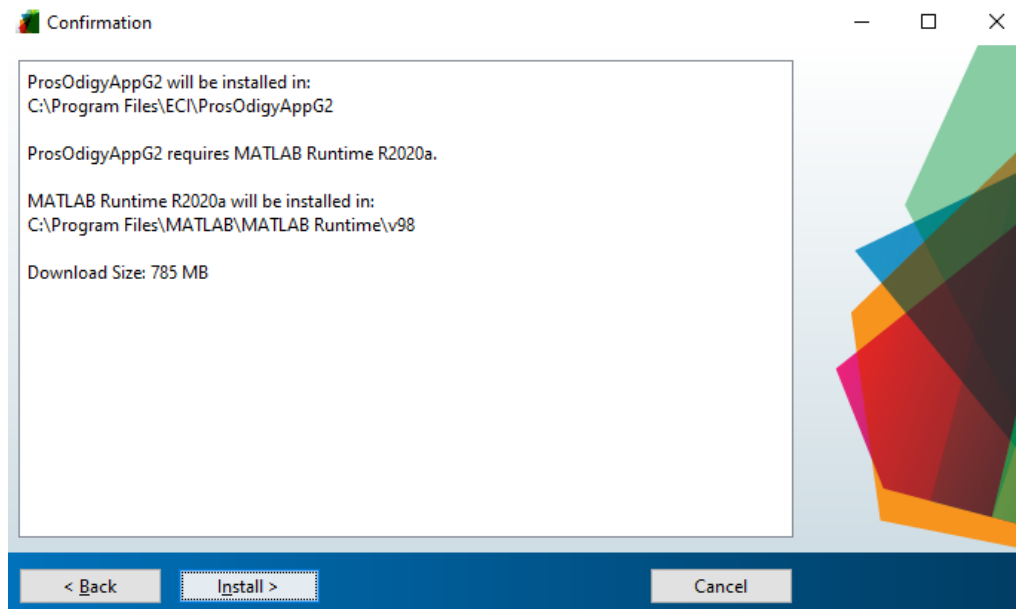 Confirmation
ProsOdigyAppG2 will be installed in:
C:\Program Files\ECI\ProsOdigyAppG2
ProsOdigyAppG2 requires MATLAB Runtime R2020a.
MATLAB Runtime R2020a will be installed in:
C:\Program Files\MATLAB\MATLAB Runtime\v98
Download Size: 785 MB
< Back
Install >
Cancel